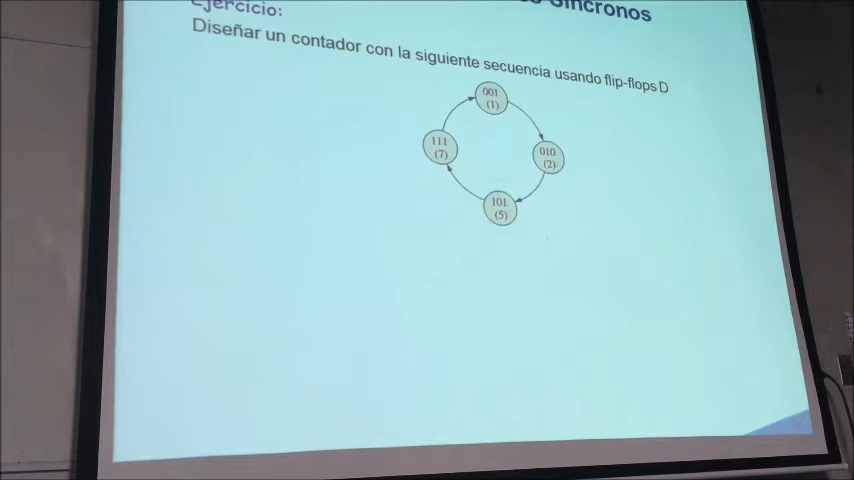 Ejercicio:
Síncronos
Diseñar un contador con la siguiente secuencia usando flip-flops D
001
(1)
111
(7)
010
(2)
101
(5)